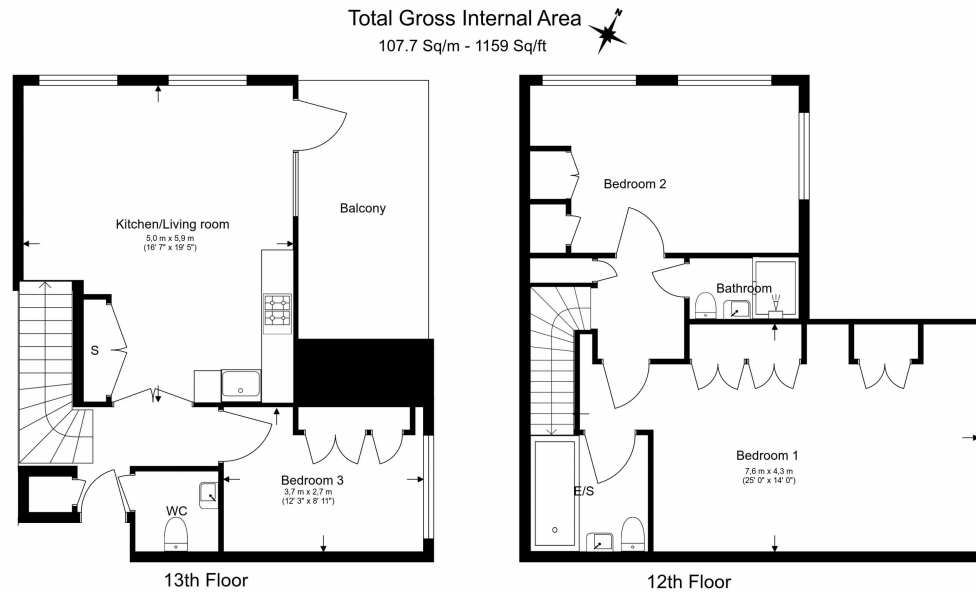 Total Gross Internal Area
N
107.7 Sq/m - 1159 Sq/ft
Kitchen/Living room
5,0 m x 5,9 m
(16' 7" x 19' 5")
Balcony
S
Bedroom 3
3,7 m x 2,7 m
(12' 3" x 8' 11")
WC
13th Floor
Bedroom 2
Bathroom
Bedroom 1
7,6 m x 4,3 m
(25' 0" x 14' 0")
E/S
12th Floor